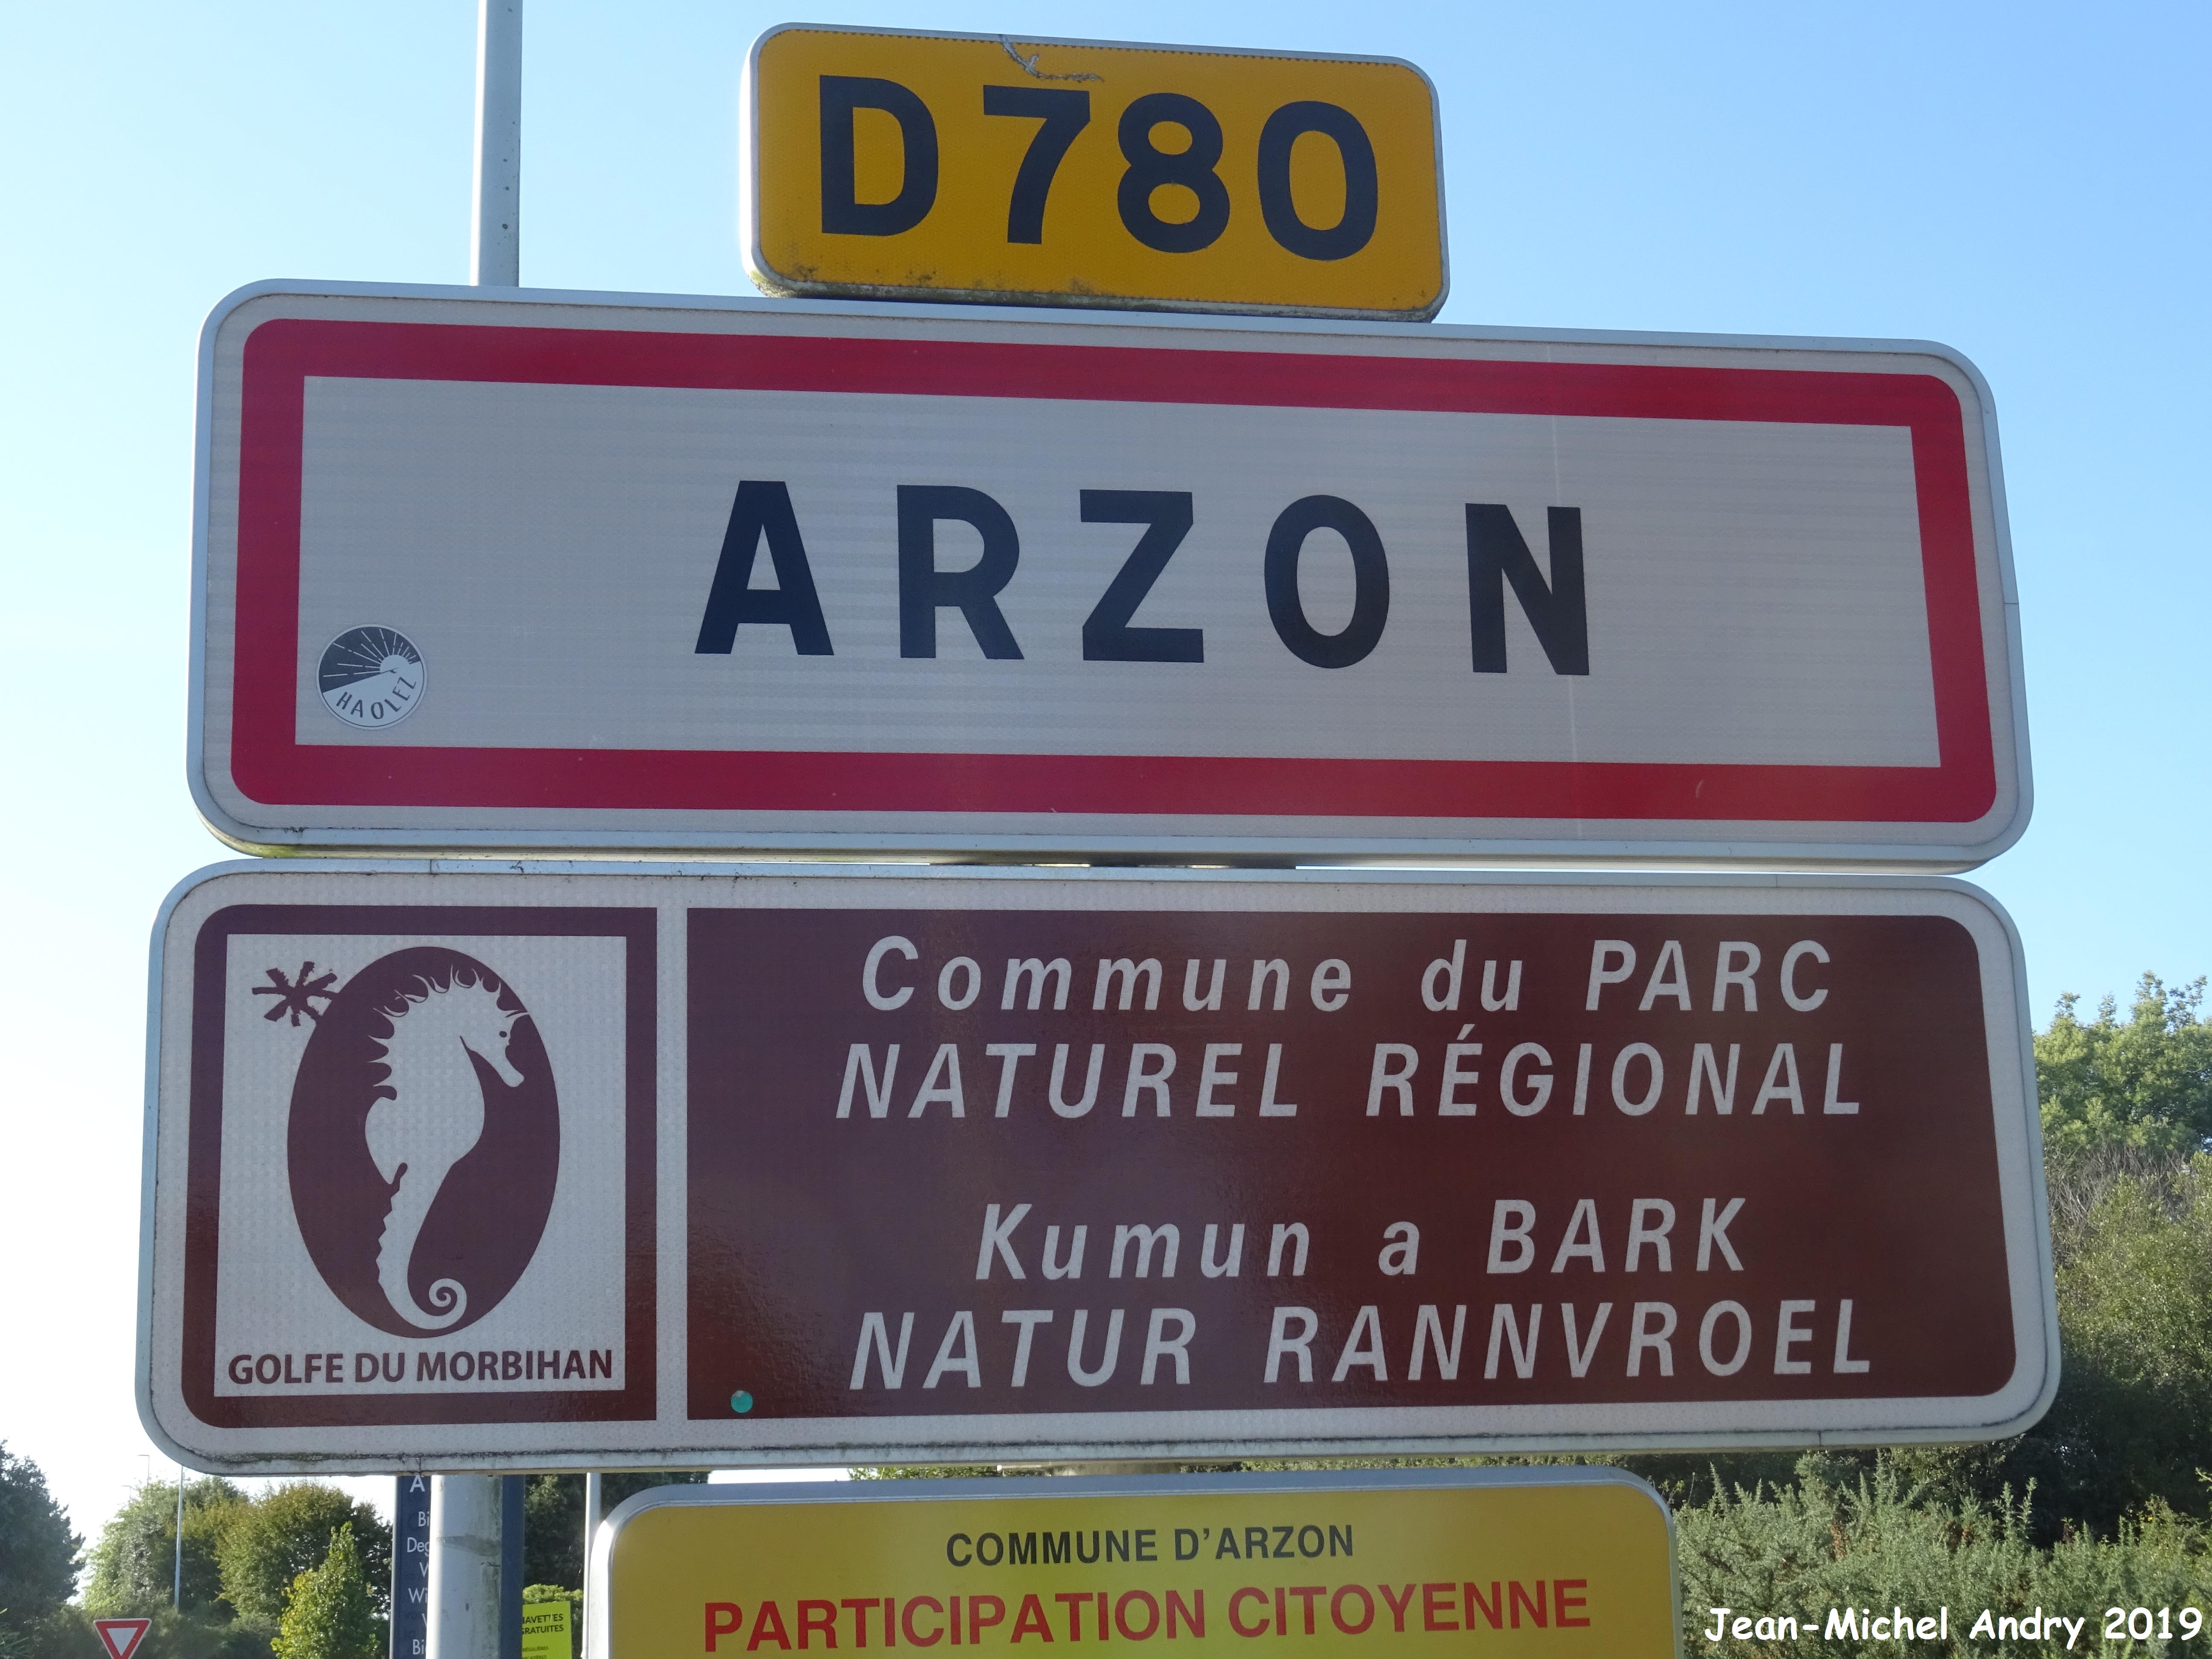 D780
ARZON
HAOLEZ
Commune du PARC
NATUREL RÉGIONAL
Kumun a BARK
NATUR RANNVROEL
GOLFE DU MORBIHAN
COMMUNE D'ARZON
PARTICIPATION CITOYENNE
GRATUITES
Jean-Michel Andry 2019